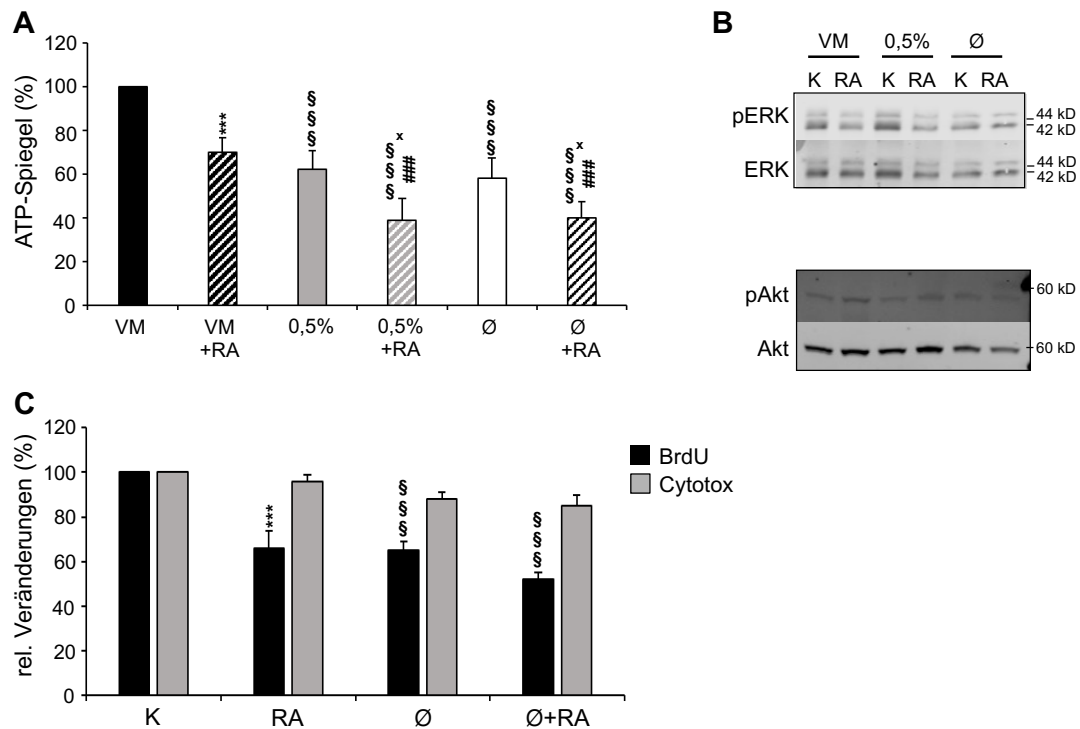 A
ATP-Spiegel (%)
120
100
80
60
40
20
0
***
§§§
§§§ x ###
§§§
§§§ x ###
VM
VM +RA
0,5%
0,5% +RA
Ø
Ø +RA
B
VM 0,5% Ø
K RA K RA K RA
pERK
44 kD
42 kD
ERK
44 kD
42 kD
pAkt
60 kD
Akt
60 kD
C
rel. Veränderungen (%)
120
100
80
60
40
20
0
***
§§§
§§§
K RA Ø Ø+RA
BrdU
Cytotox